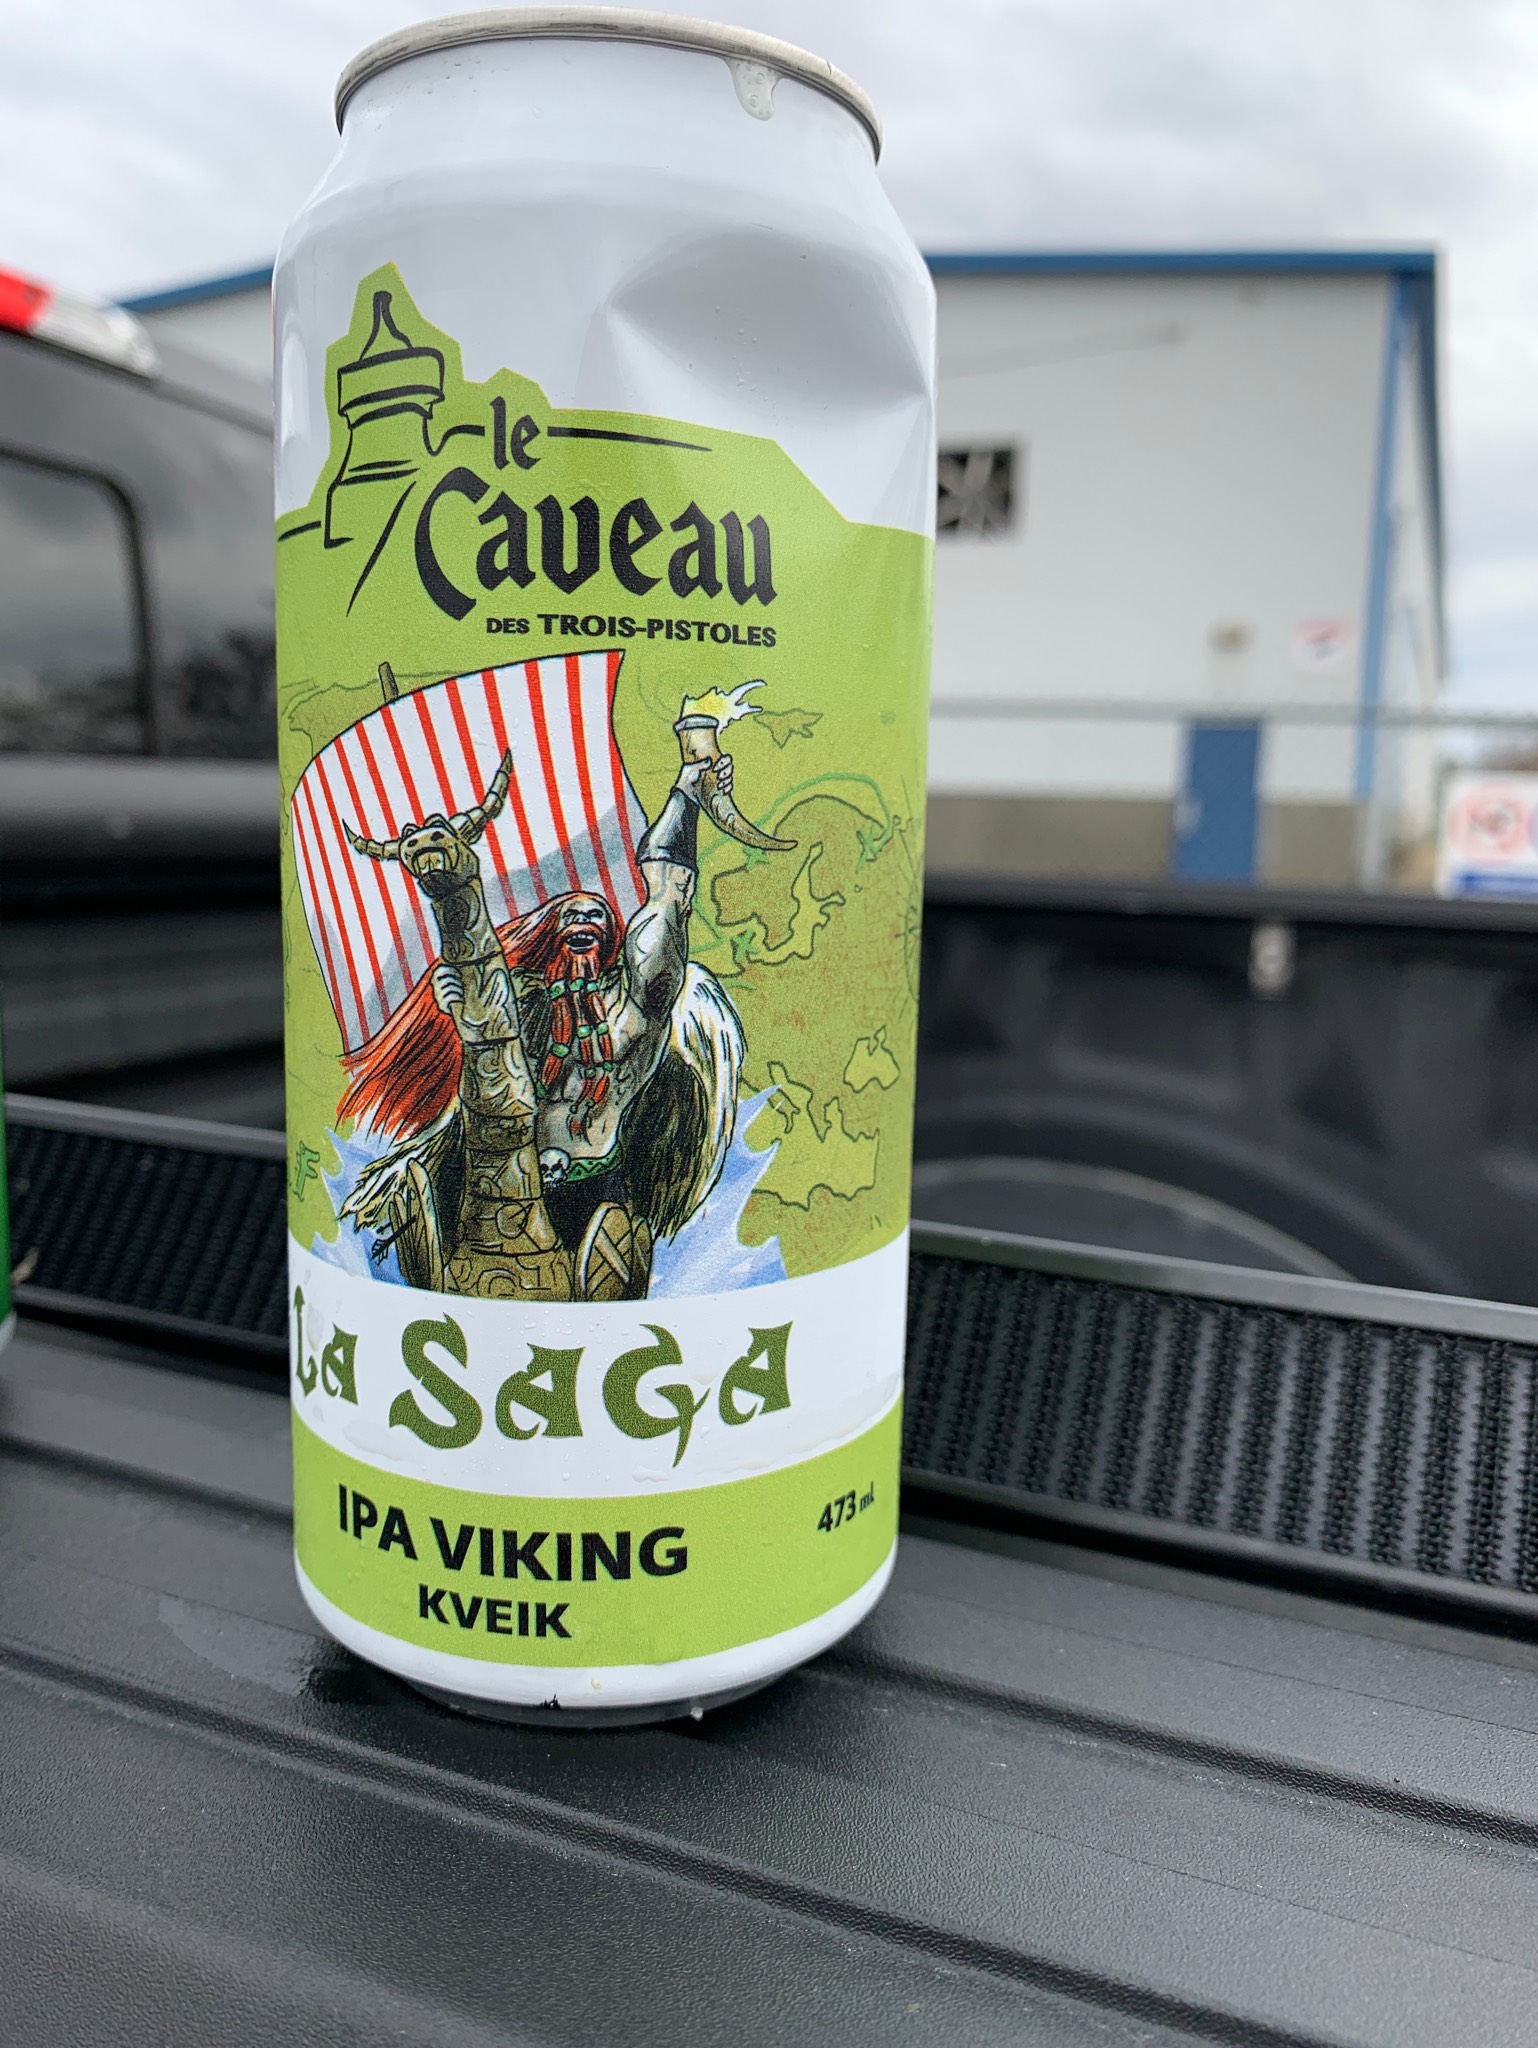 le
Caveau
DES TROIS-PISTOLES
La Saga
IPA VIKING
KVEIK
473 mL